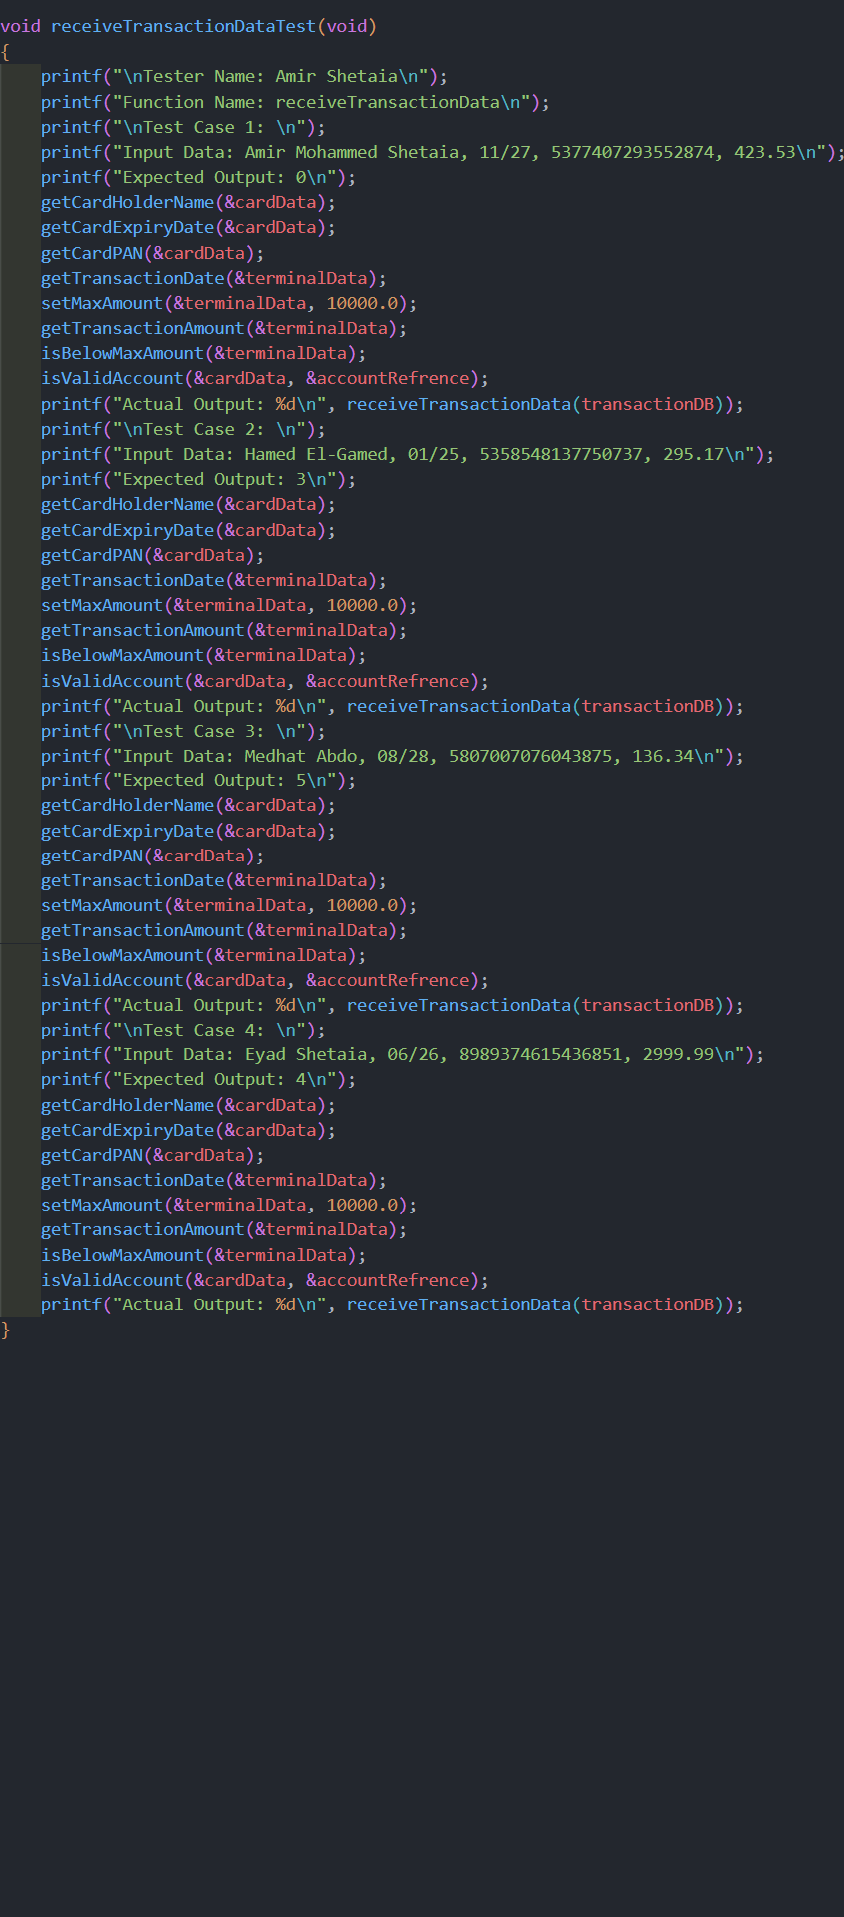 void receiveTransactionDataTest(void)
{
    printf("\nTester Name: Amir Shetaia\n");
    printf("Function Name: receiveTransactionData\n");
    printf("\nTest Case 1: \n");
    printf("Input Data: Amir Mohammed Shetaia, 11/27, 5377407293552874, 423.53\n");
    printf("Expected Output: 0\n");
    getCardHolderName(&cardData);
    getCardExpiryDate(&cardData);
    getCardPAN(&cardData);
    getTransactionDate(&terminalData);
    setMaxAmount(&terminalData, 10000.0);
    getTransactionAmount(&terminalData);
    isBelowMaxAmount(&terminalData);
    isValidAccount(&cardData, &accountRefrence);
    printf("Actual Output: %d\n", receiveTransactionData(transactionDB));
    printf("\nTest Case 2: \n");
    printf("Input Data: Hamed El-Gamed, 01/25, 5358548137750737, 295.17\n");
    printf("Expected Output: 3\n");
    getCardHolderName(&cardData);
    getCardExpiryDate(&cardData);
    getCardPAN(&cardData);
    getTransactionDate(&terminalData);
    setMaxAmount(&terminalData, 10000.0);
    getTransactionAmount(&terminalData);
    isBelowMaxAmount(&terminalData);
    isValidAccount(&cardData, &accountRefrence);
    printf("Actual Output: %d\n", receiveTransactionData(transactionDB));
    printf("\nTest Case 3: \n");
    printf("Input Data: Medhat Abdo, 08/28, 5807007076043875, 136.34\n");
    printf("Expected Output: 5\n");
    getCardHolderName(&cardData);
    getCardExpiryDate(&cardData);
    getCardPAN(&cardData);
    getTransactionDate(&terminalData);
    setMaxAmount(&terminalData, 10000.0);
    getTransactionAmount(&terminalData);
    isBelowMaxAmount(&terminalData);
    isValidAccount(&cardData, &accountRefrence);
    printf("Actual Output: %d\n", receiveTransactionData(transactionDB));
    printf("\nTest Case 4: \n");
    printf("Input Data: Eyad Shetaia, 06/26, 8989374615436851, 2999.99\n");
    printf("Expected Output: 4\n");
    getCardHolderName(&cardData);
    getCardExpiryDate(&cardData);
    getCardPAN(&cardData);
    getTransactionDate(&terminalData);
    setMaxAmount(&terminalData, 10000.0);
    getTransactionAmount(&terminalData);
    isBelowMaxAmount(&terminalData);
    isValidAccount(&cardData, &accountRefrence);
    printf("Actual Output: %d\n", receiveTransactionData(transactionDB));
}